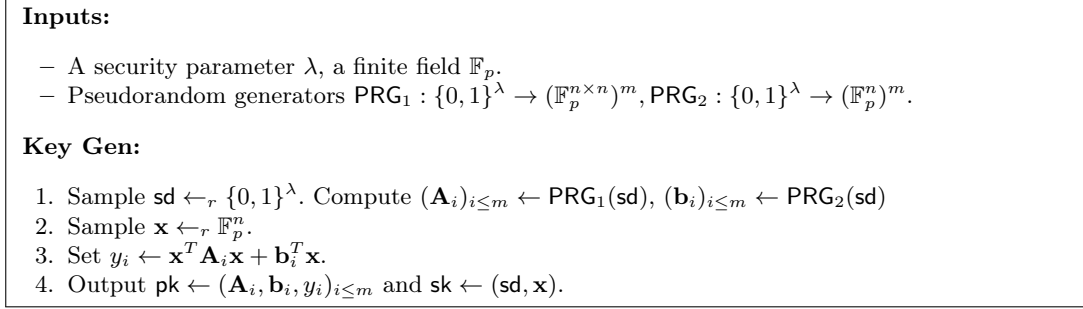 Inputs:
– A security parameter λ, a finite field 𝔽_p.
– Pseudorandom generators PRG₁ : {0, 1}^λ → (𝔽_p^{n×n})^m, PRG₂ : {0, 1}^λ → (𝔽_p^n)^m.
Key Gen:
1. Sample sd ←_r {0, 1}^λ. Compute (𝐀_i)_{i≤m} ← PRG₁(sd), (𝐛_i)_{i≤m} ← PRG₂(sd)
2. Sample 𝐱 ←_r 𝔽_p^n.
3. Set y_i ← 𝐱^T 𝐀_i 𝐱 + 𝐛_i^T 𝐱.
4. Output pk ← (𝐀_i, 𝐛_i, y_i)_{i≤m} and sk ← (sd, 𝐱).